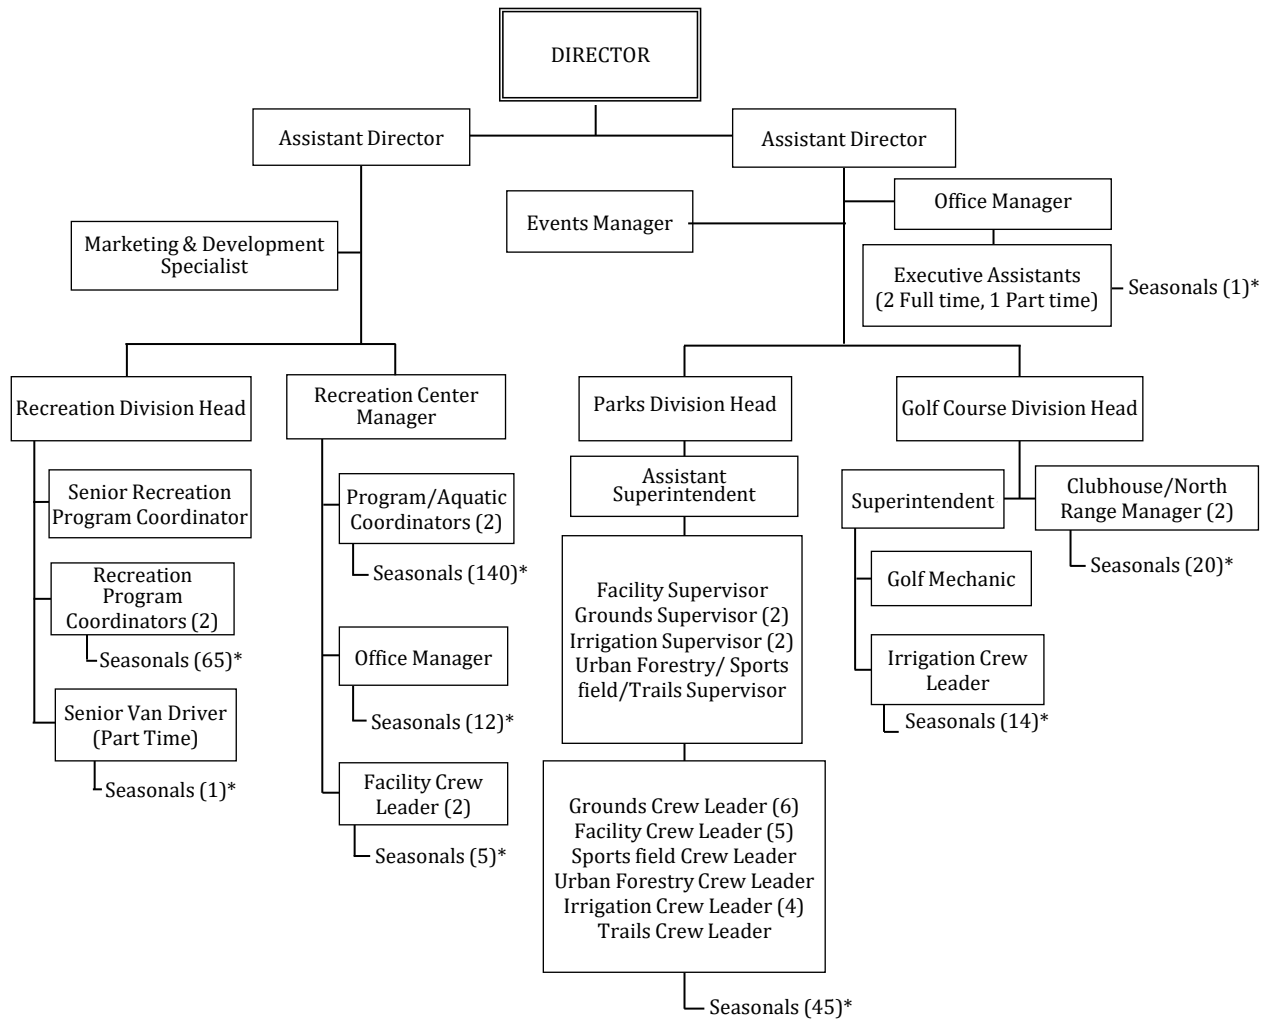 DIRECTOR
Assistant Director
Assistant Director
Office Manager
Events Manager
Marketing & Development
Specialist
Executive Assistants
(2 Full time, 1 Part time)
Seasonals (1)*
Recreation Division Head
Recreation Center
Manager
Parks Division Head
Golf Course Division Head
Senior Recreation
Program Coordinator
Recreation
Program
Coordinators (2)
Seasonals (65)*
Senior Van Driver
(Part Time)
Seasonals (1)*
Program/Aquatic
Coordinators (2)
Seasonals (140)*
Office Manager
Seasonals (12)*
Facility Crew
Leader (2)
Seasonals (5)*
Assistant
Superintendent
Facility Supervisor
Grounds Supervisor (2)
Irrigation Supervisor (2)
Urban Forestry/ Sports
field/Trails Supervisor
Grounds Crew Leader (6)
Facility Crew Leader (5)
Sports field Crew Leader
Urban Forestry Crew Leader
Irrigation Crew Leader (4)
Trails Crew Leader
Seasonals (45)*
Superintendent
Golf Mechanic
Irrigation Crew
Leader
Seasonals (14)*
Clubhouse/North
Range Manager (2)
Seasonals (20)*